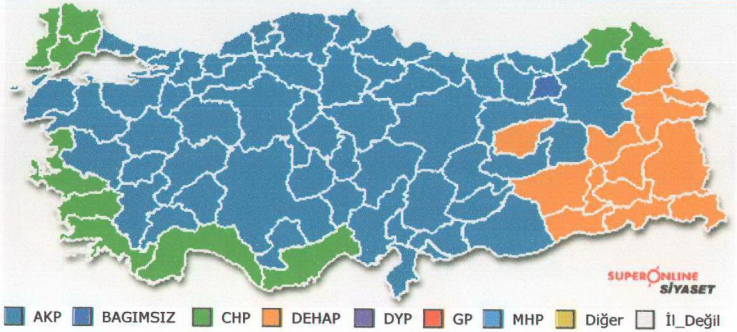 SUPERONLINE
SİYASET
AKP BAGIMSIZ CHP DEHAP DYP GP MHP Diğer İl_Değil